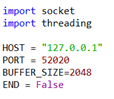 import socket
import threading

HOST = "127.0.0.1"
PORT = 52020
BUFFER_SIZE=2048
END = False